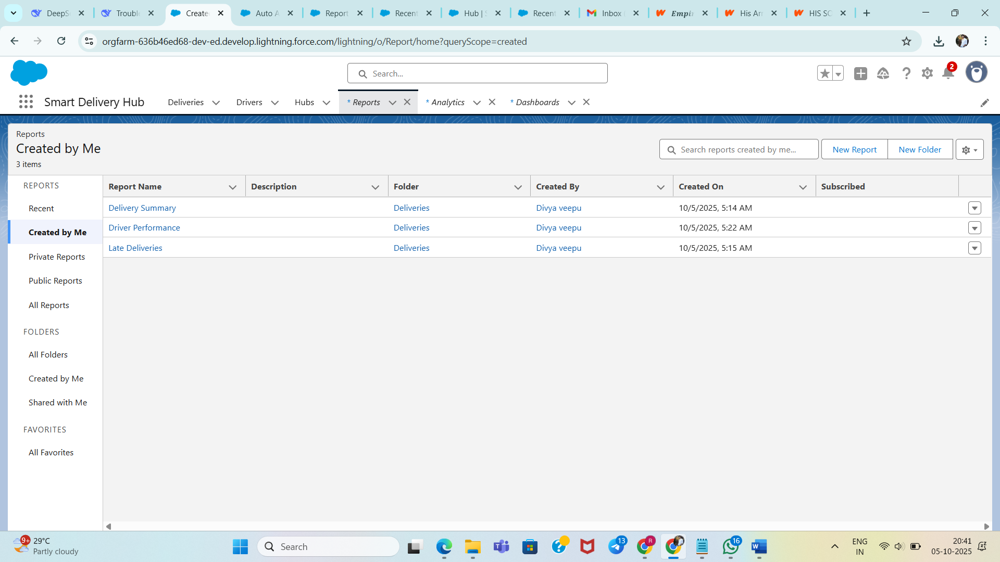 DeepS
Troubl
Create
Auto A
Report
Recent
Hub | S
Recent
Inbox
Empir
His Arr
HIS SC
orgfarm-636b46ed68-dev-ed.develop.lightning.force.com/lightning/o/Report/home?queryScope=created
Search...
2
Smart Delivery Hub
Deliveries
Drivers
Hubs
* Reports
* Analytics
* Dashboards
Reports
Created by Me
3 items
Search reports created by me...
New Report
New Folder
REPORTS
Recent
Created by Me
Private Reports
Public Reports
All Reports
FOLDERS
All Folders
Created by Me
Shared with Me
FAVORITES
All Favorites
Report Name Description Folder Created By Created On Subscribed
Delivery Summary Deliveries Divya veepu 10/5/2025, 5:14 AM
Driver Performance Deliveries Divya veepu 10/5/2025, 5:22 AM
Late Deliveries Deliveries Divya veepu 10/5/2025, 5:15 AM
9+
29°C
Partly cloudy
Search
13
R
16
ENG
IN
20:41
05-10-2025